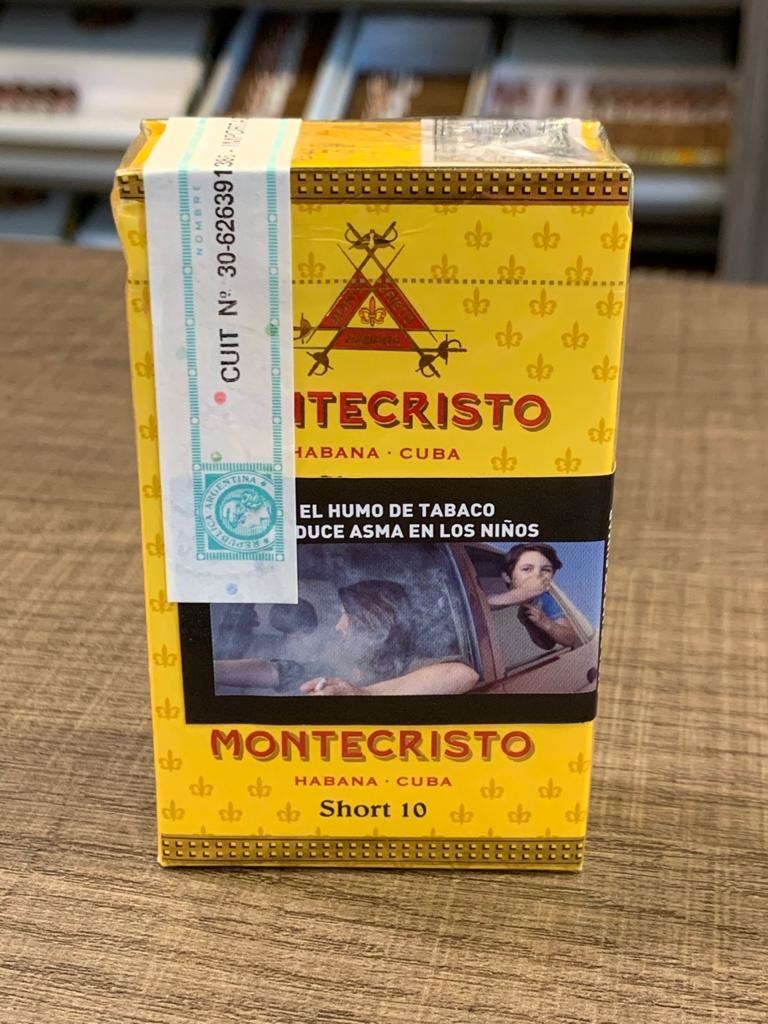 NOMBRE
CUIT Nº 30-626391
REPUBLICA ARGENTINA
HABANA
NTECRISTO
HABANA · CUBA
EL HUMO DE TABACO
DUCE ASMA EN LOS NIÑOS
MONTECRISTO
HABANA · CUBA
Short 10